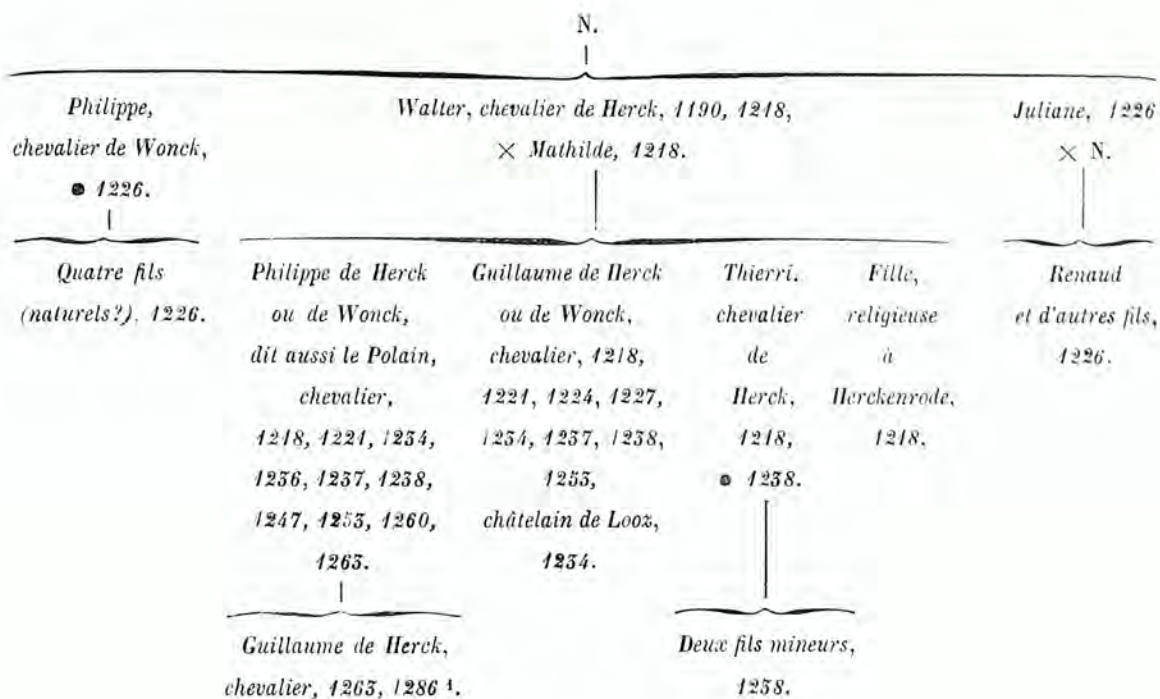 N.
Philippe,
chevalier de Wonck,
● 1226.
Walter, chevalier de Herck, 1190, 1218,
× Mathilde, 1218.
Juliane, 1226
× N.
Quatre fils
(naturels?), 1226.
Philippe de Herck
ou de Wonck,
dit aussi le Polain,
chevalier,
1218, 1221, 1234,
1236, 1237, 1238,
1247, 1253, 1260,
1263.
Guillaume de Herck
ou de Wonck,
chevalier, 1218,
1221, 1224, 1227,
1234, 1237, 1238,
1253,
châtelain de Looz,
1234.
Thierri.
chevalier
de
Herck,
1218,
● 1238.
Fille,
religieuse
à
Herckenrode,
1218.
Renaud
et d'autres fils,
1226.
Guillaume de Herck,
chevalier, 1263, 1286 ¹.
Deux fils mineurs,
1238.